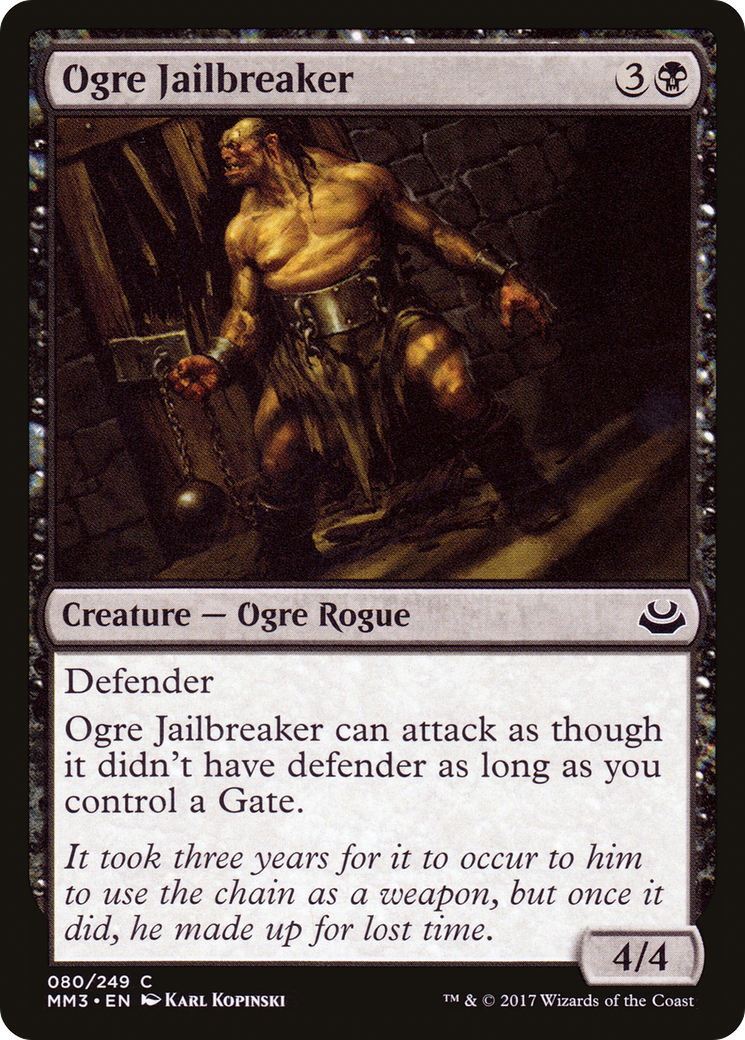 Ogre Jailbreaker 3
Creature — Ogre Rogue
Defender
Ogre Jailbreaker can attack as though
it didn't have defender as long as you
control a Gate.
It took three years for it to occur to him
to use the chain as a weapon, but once it
did, he made up for lost time.
4/4
080/249 C
MM3 • EN Karl Kopinski
™ & © 2017 Wizards of the Coast